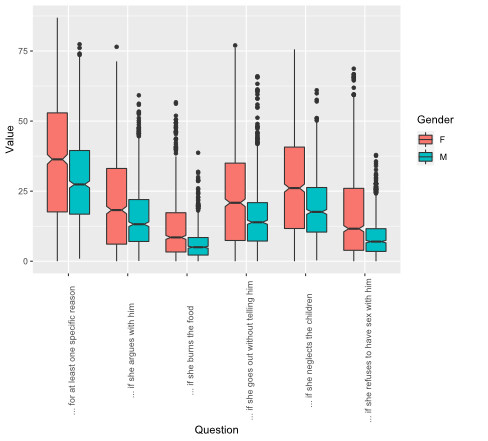 75
50
25
0
Value
... for at least one specific reason
... if she argues with him
... if she burns the food
... if she goes out without telling him
... if she neglects the children
... if she refuses to have sex with him
Question
Gender
F
M